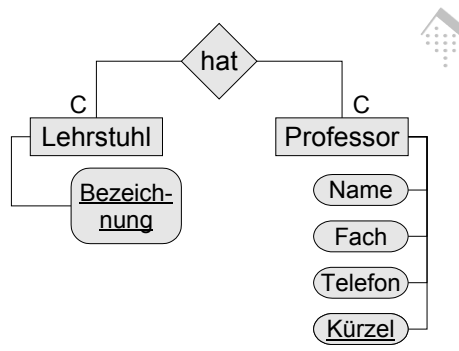 hat
C
C
Lehrstuhl
Professor
Bezeich-
nung
Name
Fach
Telefon
Kürzel